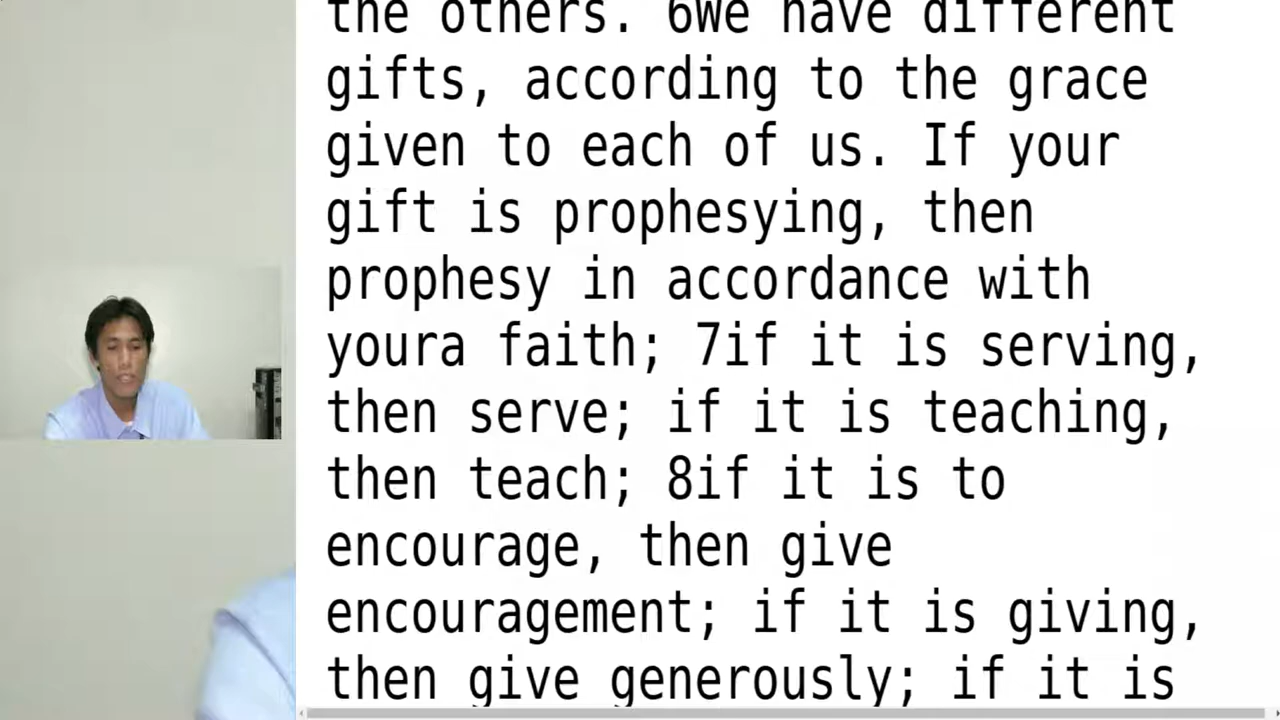 the others. 6We have different
gifts, according to the grace
given to each of us. If your
gift is prophesying, then
prophesy in accordance with
youra faith; 7if it is serving,
then serve; if it is teaching,
then teach; 8if it is to
encourage, then give
encouragement; if it is giving,
then give generously; if it is